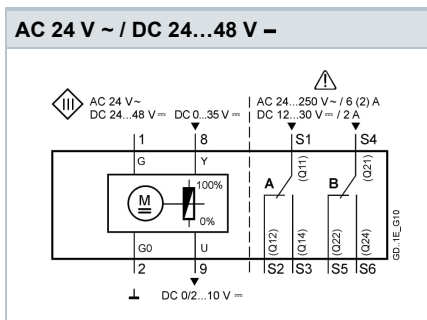 AC 24 V ~ / DC 24...48 V ⎓
III
AC 24 V~
DC 24...48 V ⎓ DC 0...35 V ⎓
AC 24...250 V~ / 6 (2) A
DC 12...30 V ⎓ / 2 A
1 8 S1 S4
G Y (Q11) (Q21)
A B
100%
M
0%
G0 U (Q12) (Q14) (Q22) (Q24)
2 9 S2 S3 S5 S6
DC 0/2...10 V ⎓
GD..1E_G10